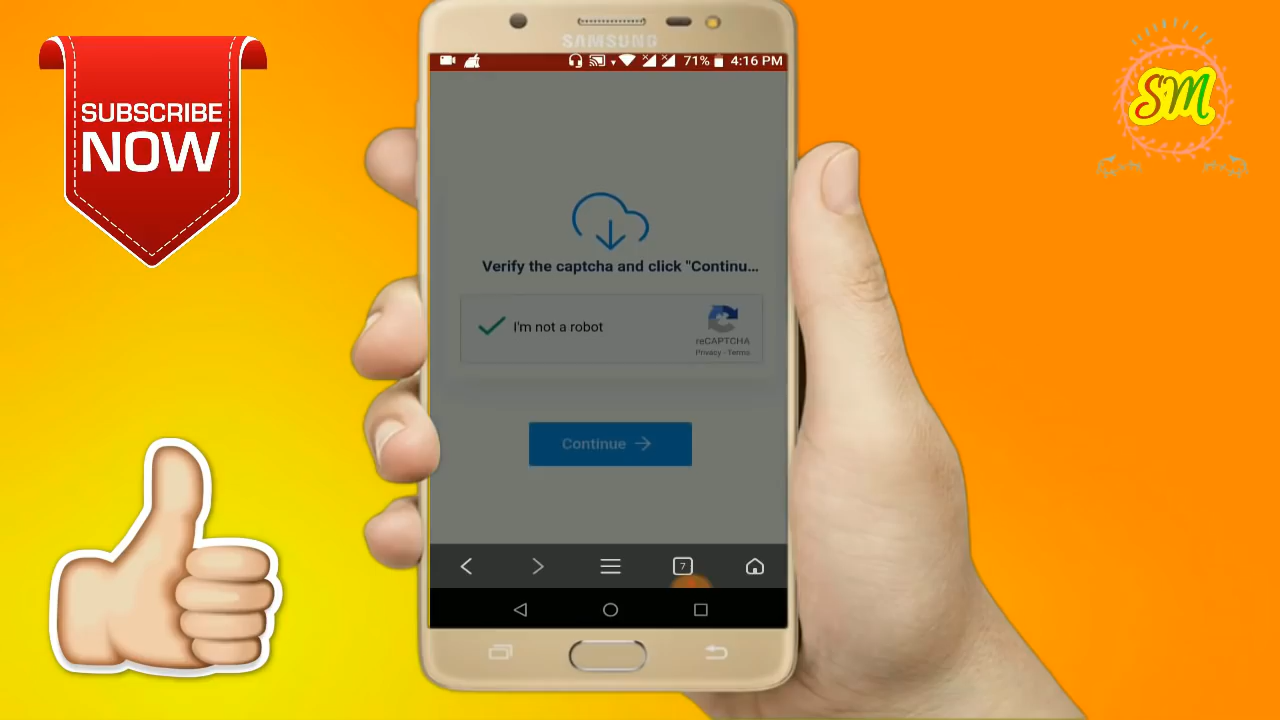 SUBSCRIBE
NOW
SAMSUNG
71% 4:16 PM
SM
Verify the captcha and click "Continu...
I'm not a robot
reCAPTCHA
Privacy - Terms
Continue
7